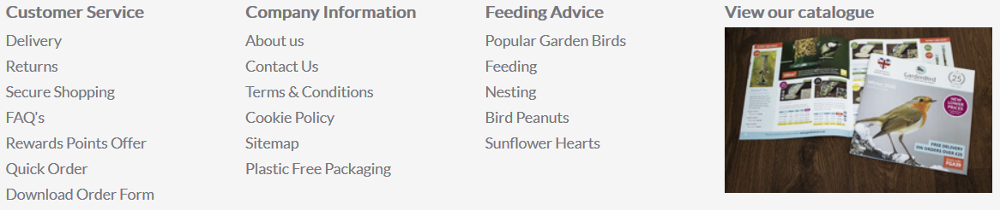 Customer Service
Delivery
Returns
Secure Shopping
FAQ's
Rewards Points Offer
Quick Order
Download Order Form
Company Information
About us
Contact Us
Terms & Conditions
Cookie Policy
Sitemap
Plastic Free Packaging
Feeding Advice
Popular Garden Birds
Feeding
Nesting
Bird Peanuts
Sunflower Hearts
View our catalogue
GardenBird
25
NEW
LOWER
PRICES
FREE DELIVERY
ON ORDERS OVER £25